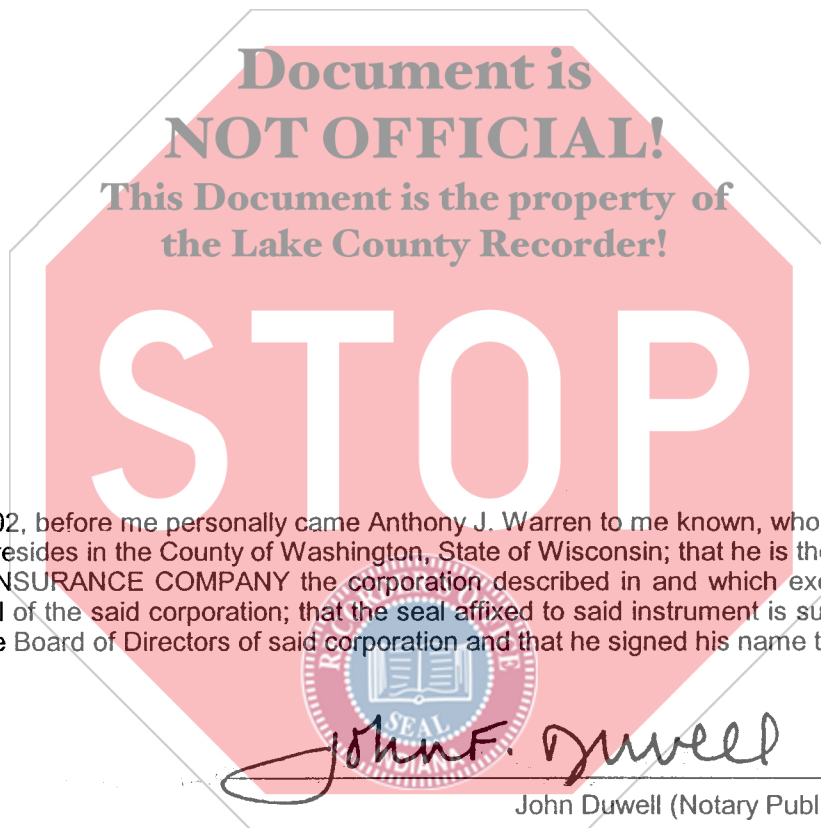 Document is
NOT OFFICIAL!
This Document is the property of
the Lake County Recorder!
STOP
02, before me personally came Anthony J. Warren to me known, who
resides in the County of Washington, State of Wisconsin; that he is the
NSURANCE COMPANY the corporation described in and which exe
l of the said corporation; that the seal affixed to said instrument is su
e Board of Directors of said corporation and that he signed his name t
RECORDER'S OFFICE
SEAL
INDIANA
John F. Duwell
John Duwell (Notary Publ